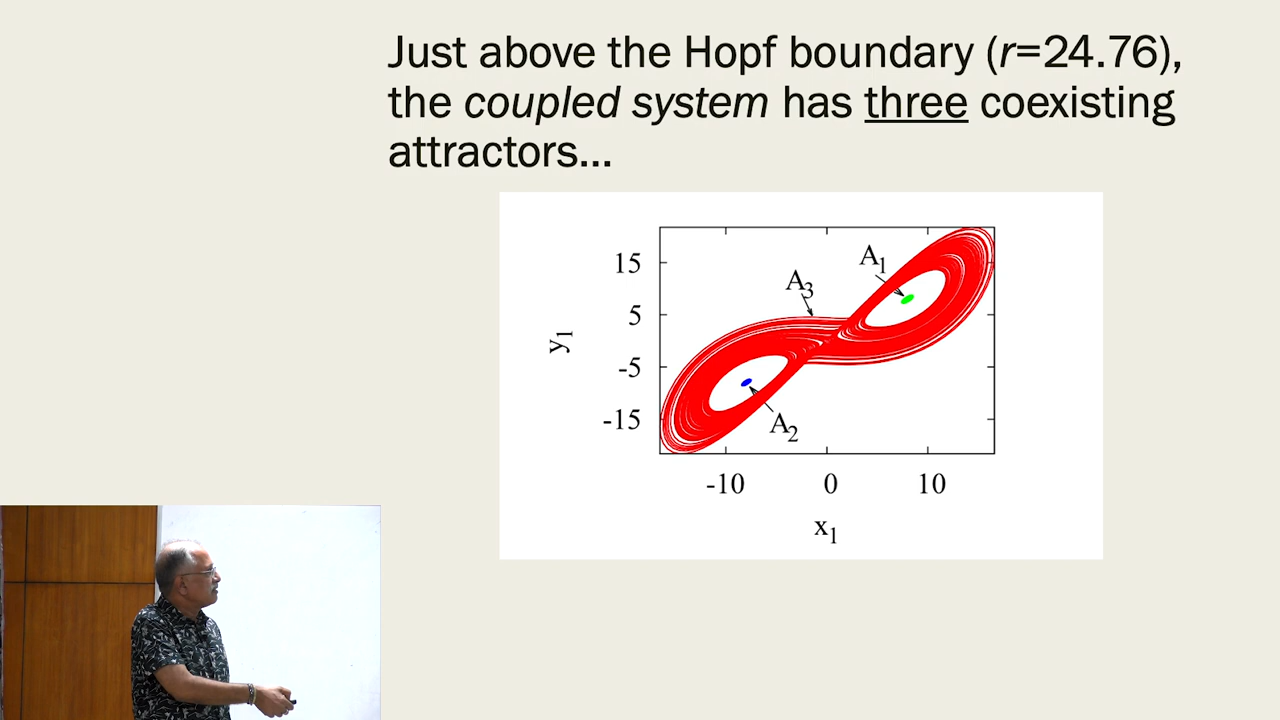 Just above the Hopf boundary (r=24.76),
the coupled system has three coexisting
attractors...
15
5
-5
-15
y1
A1
A3
A2
-10 0 10
x1